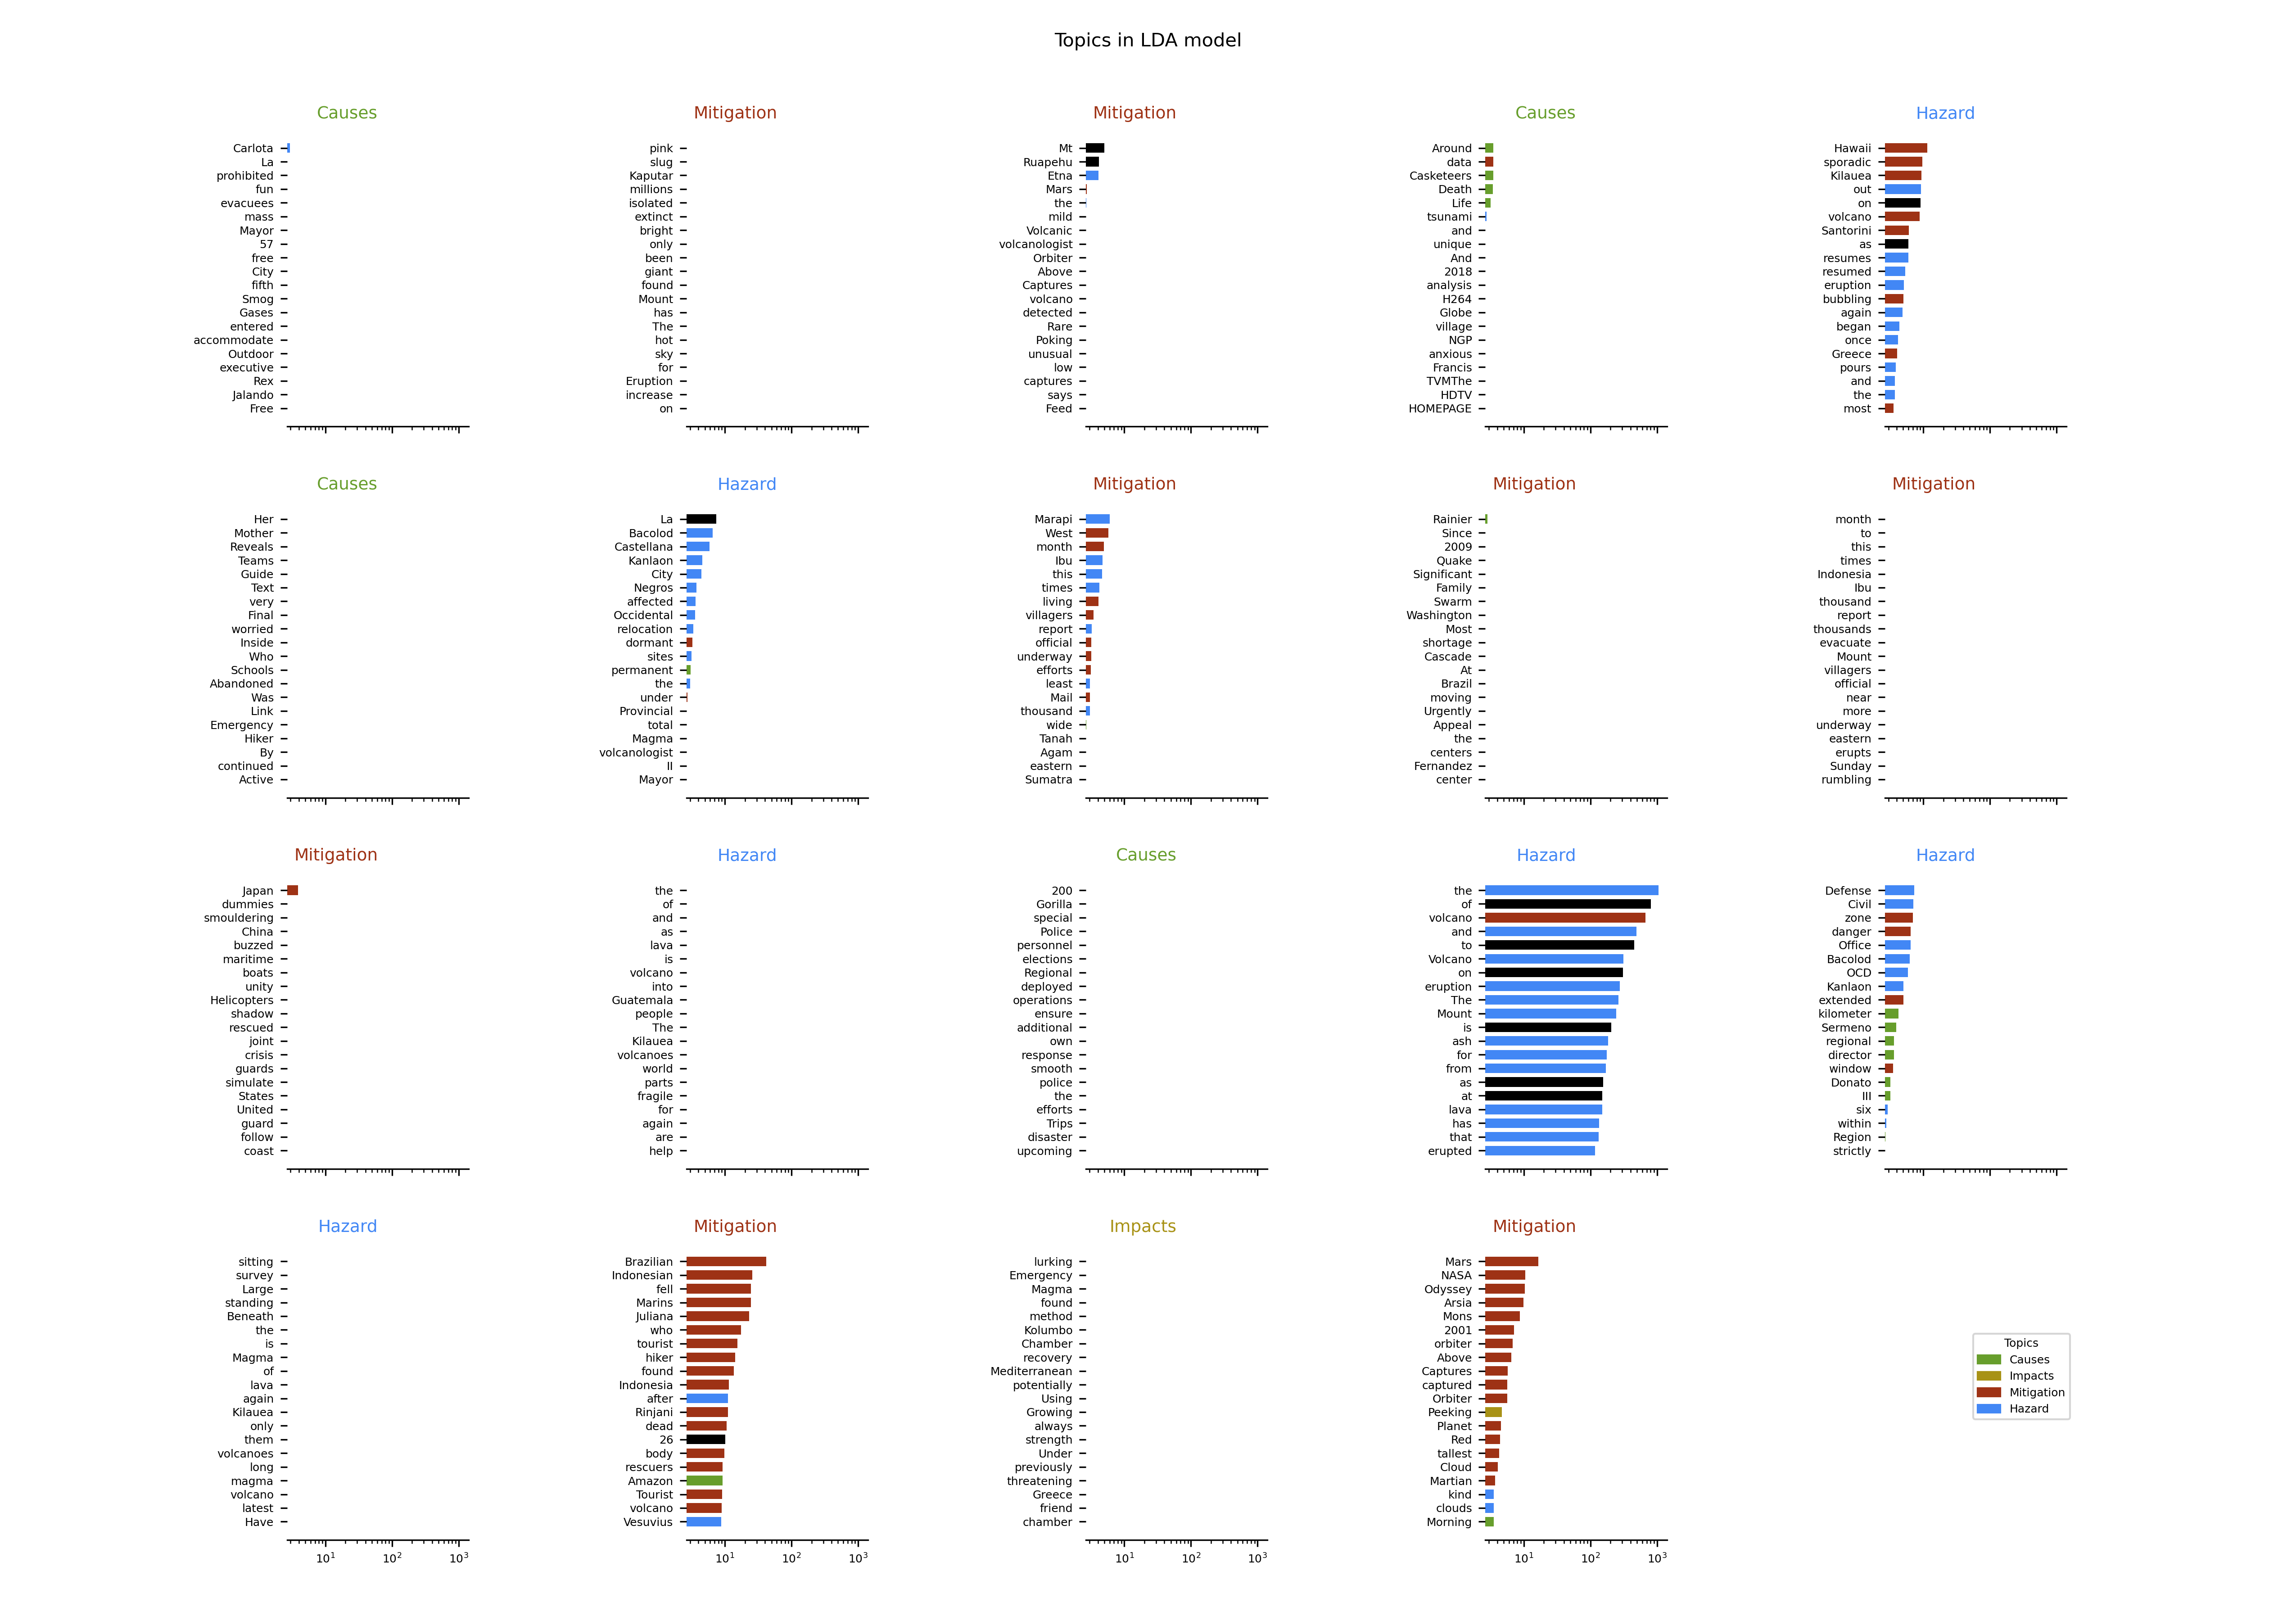 Topics in LDA model
Causes
Carlota
La
prohibited
fun
evacuees
mass
Mayor
57
free
City
fifth
Smog
Gases
entered
accommodate
Outdoor
executive
Rex
Jalando
Free
Mitigation
pink
slug
Kaputar
millions
isolated
extinct
bright
only
been
giant
found
Mount
has
The
hot
sky
for
Eruption
increase
on
Mitigation
Mt
Ruapehu
Etna
Mars
the
mild
Volcanic
volcanologist
Orbiter
Above
Captures
volcano
detected
Rare
Poking
unusual
low
captures
says
Feed
Causes
Around
data
Casketeers
Death
Life
tsunami
and
unique
And
2018
analysis
H264
Globe
village
NGP
anxious
Francis
TVMThe
HDTV
HOMEPAGE
Hazard
Hawaii
sporadic
Kilauea
out
on
volcano
Santorini
as
resumes
resumed
eruption
bubbling
again
began
once
Greece
pours
and
the
most
Causes
Her
Mother
Reveals
Teams
Guide
Text
very
Final
worried
Inside
Who
Schools
Abandoned
Was
Link
Emergency
Hiker
By
continued
Active
Hazard
La
Bacolod
Castellana
Kanlaon
City
Negros
affected
Occidental
relocation
dormant
sites
permanent
the
under
Provincial
total
Magma
volcanologist
II
Mayor
Mitigation
Marapi
West
month
Ibu
this
times
living
villagers
report
official
underway
efforts
least
Mail
thousand
wide
Tanah
Agam
eastern
Sumatra
Mitigation
Rainier
Since
2009
Quake
Significant
Family
Swarm
Washington
Most
shortage
Cascade
At
Brazil
moving
Urgently
Appeal
the
centers
Fernandez
center
Mitigation
month
to
this
times
Indonesia
Ibu
thousand
report
thousands
evacuate
Mount
villagers
official
near
more
underway
eastern
erupts
Sunday
rumbling
Mitigation
Japan
dummies
smouldering
China
buzzed
maritime
boats
unity
Helicopters
shadow
rescued
joint
crisis
guards
simulate
States
United
guard
follow
coast
Hazard
the
of
and
as
lava
is
volcano
into
Guatemala
people
The
Kilauea
volcanoes
world
parts
fragile
for
again
are
help
Causes
200
Gorilla
special
Police
personnel
elections
Regional
deployed
operations
ensure
additional
own
response
smooth
police
the
efforts
Trips
disaster
upcoming
Hazard
the
of
volcano
and
to
Volcano
on
eruption
The
Mount
is
ash
for
from
as
at
lava
has
that
erupted
Hazard
Defense
Civil
zone
danger
Office
Bacolod
OCD
Kanlaon
extended
kilometer
Sermeno
regional
director
window
Donato
III
six
within
Region
strictly
Hazard
sitting
survey
Large
standing
Beneath
the
is
Magma
of
lava
again
Kilauea
only
them
volcanoes
long
magma
volcano
latest
Have
10¹ 10² 10³
Mitigation
Brazilian
Indonesian
fell
Marins
Juliana
who
tourist
hiker
found
Indonesia
after
Rinjani
dead
26
body
rescuers
Amazon
Tourist
volcano
Vesuvius
10¹ 10² 10³
Impacts
lurking
Emergency
Magma
found
method
Kolumbo
Chamber
recovery
Mediterranean
potentially
Using
Growing
always
strength
Under
previously
threatening
Greece
friend
chamber
10¹ 10² 10³
Mitigation
Mars
NASA
Odyssey
Arsia
Mons
2001
orbiter
Above
Captures
captured
Orbiter
Peeking
Planet
Red
tallest
Cloud
Martian
kind
clouds
Morning
10¹ 10² 10³
Topics
Causes
Impacts
Mitigation
Hazard